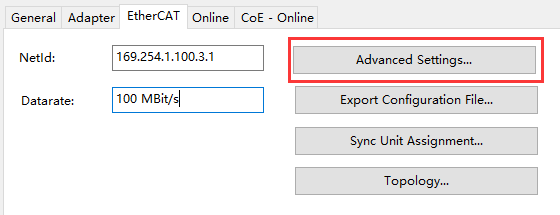 General Adapter EtherCAT Online CoE - Online
NetId: 169.254.1.100.3.1 Advanced Settings...
Datarate: 100 MBit/s Export Configuration File...
Sync Unit Assignment...
Topology...